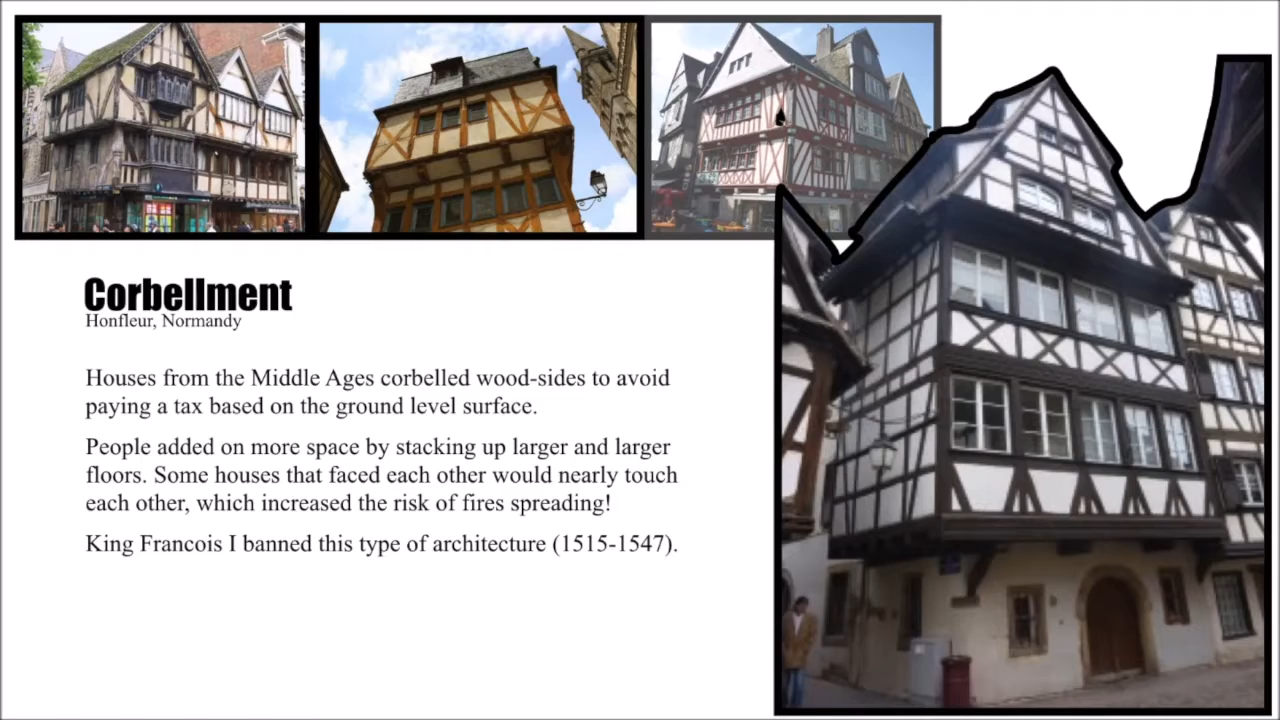 Corbellment
Honfleur, Normandy
Houses from the Middle Ages corbelled wood-sides to avoid
paying a tax based on the ground level surface.
People added on more space by stacking up larger and larger
floors. Some houses that faced each other would nearly touch
each other, which increased the risk of fires spreading!
King Francois I banned this type of architecture (1515-1547).